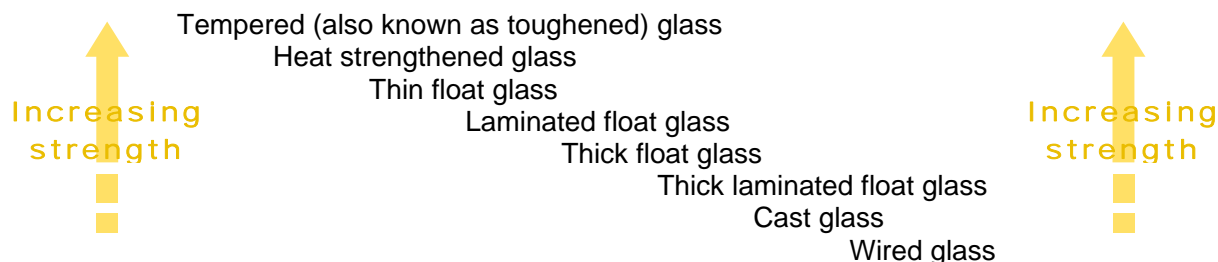 Tempered (also known as toughened) glass
Heat strengthened glass
Thin float glass
Increasing
strength
Laminated float glass
Thick float glass
Thick laminated float glass
Cast glass
Wired glass
Increasing
strength